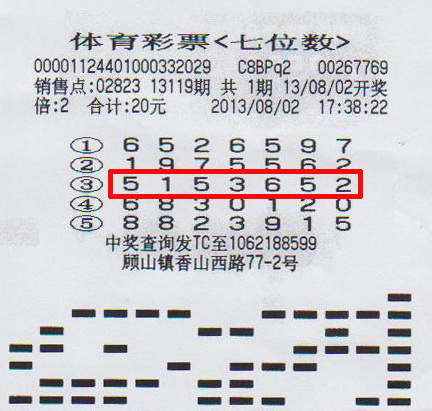 体育彩票<七位数>
00001124401000332029 C8BPq2 00267769
销售点:02823 13119期 共 1期 13/08/02开奖
倍:2 合计:20元 2013/08/02 17:38:22
① 6 5 2 6 5 9 7
② 1 9 7 5 5 6 2
③ 5 1 5 3 6 5 2
④ 6 8 3 0 1 2 0
⑤ 8 8 2 3 9 1 5
中奖查询发TC至1062188599
顾山镇香山西路77-2号